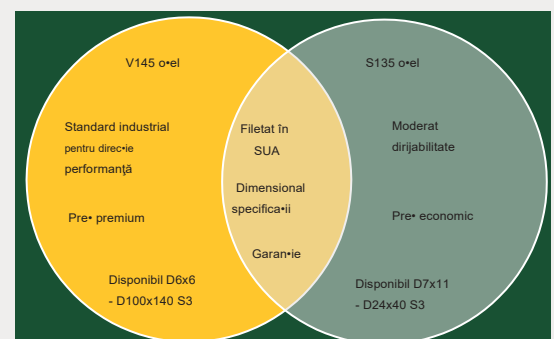 V145 o•el
Standard industrial
pentru direc•ie
performanţă
Pre• premium
Disponibil D6x6
- D100x140 S3
Filetat în
SUA
Dimensional
specifica•ii
Garan•ie
S135 o•el
Moderat
dirijabilitate
Pre• economic
Disponibil D7x11
- D24x40 S3